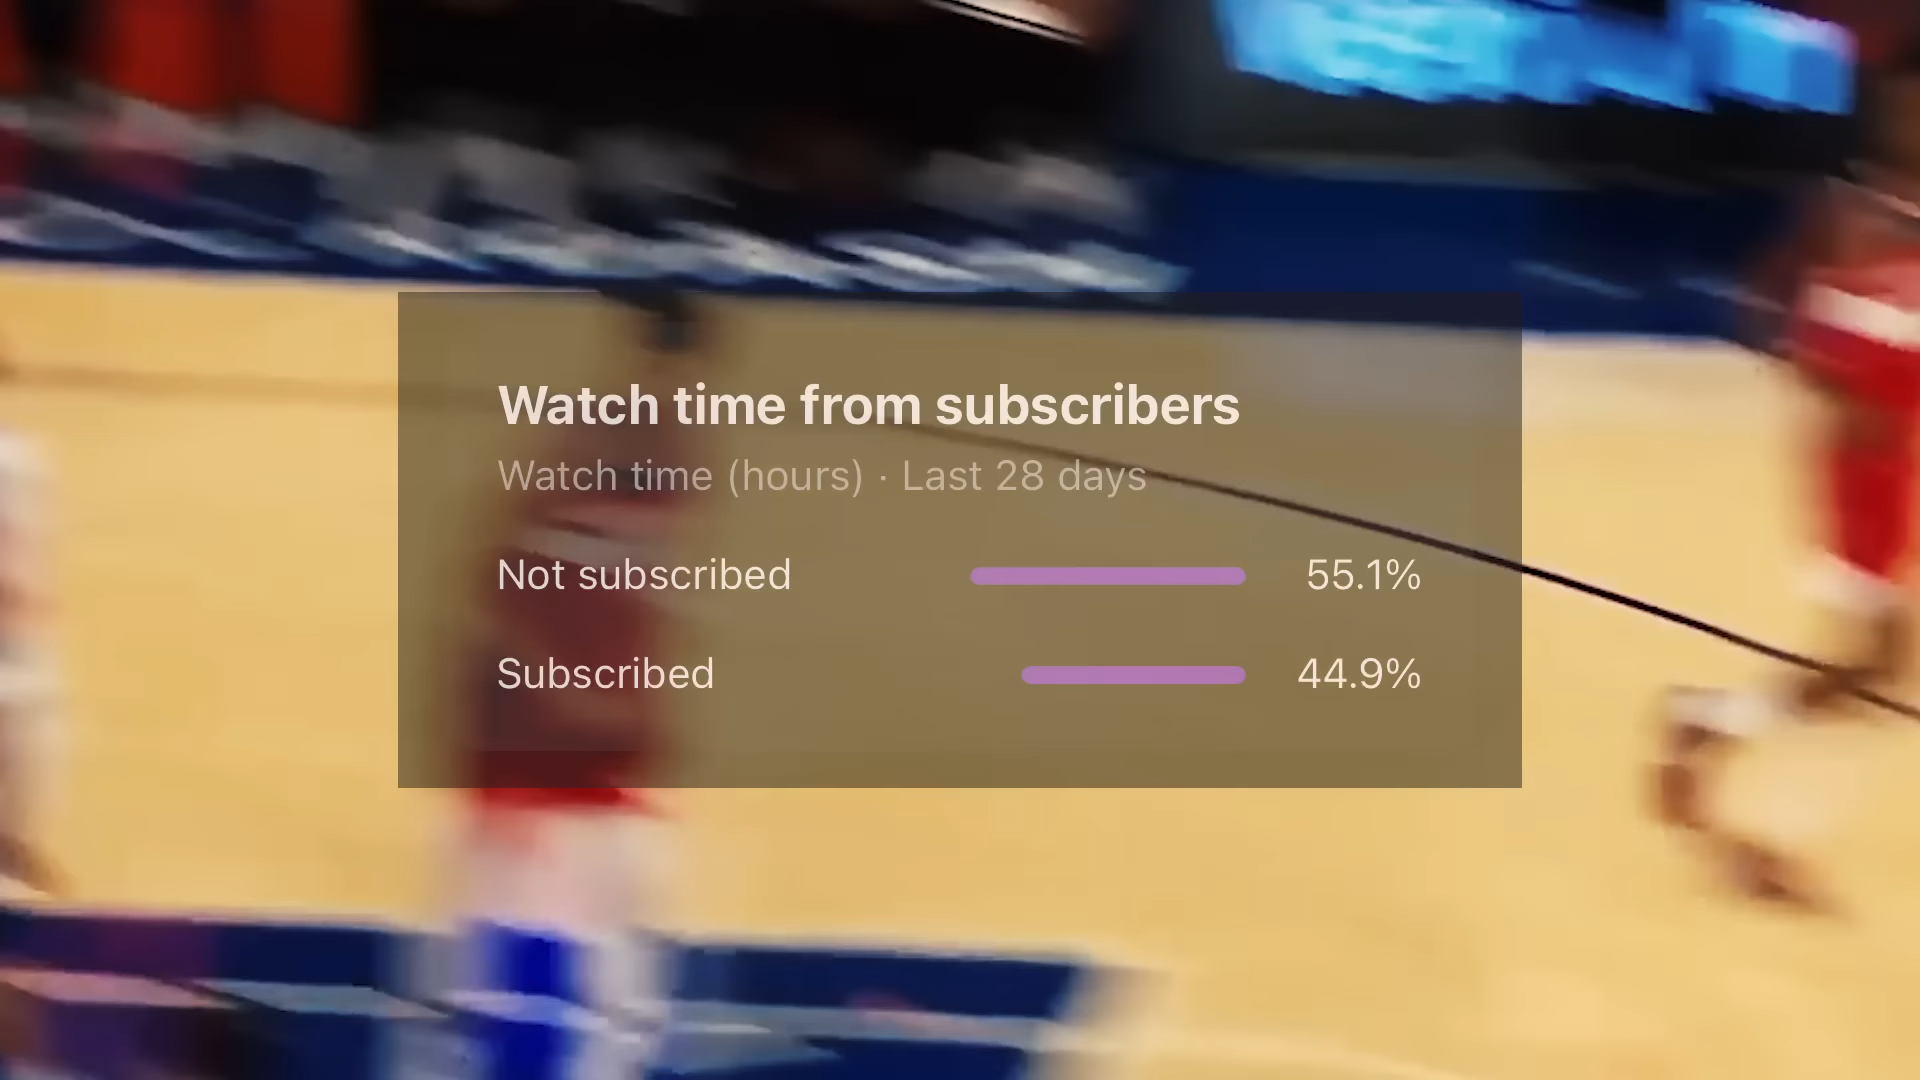 Watch time from subscribers
Watch time (hours) · Last 28 days
Not subscribed 55.1%
Subscribed 44.9%